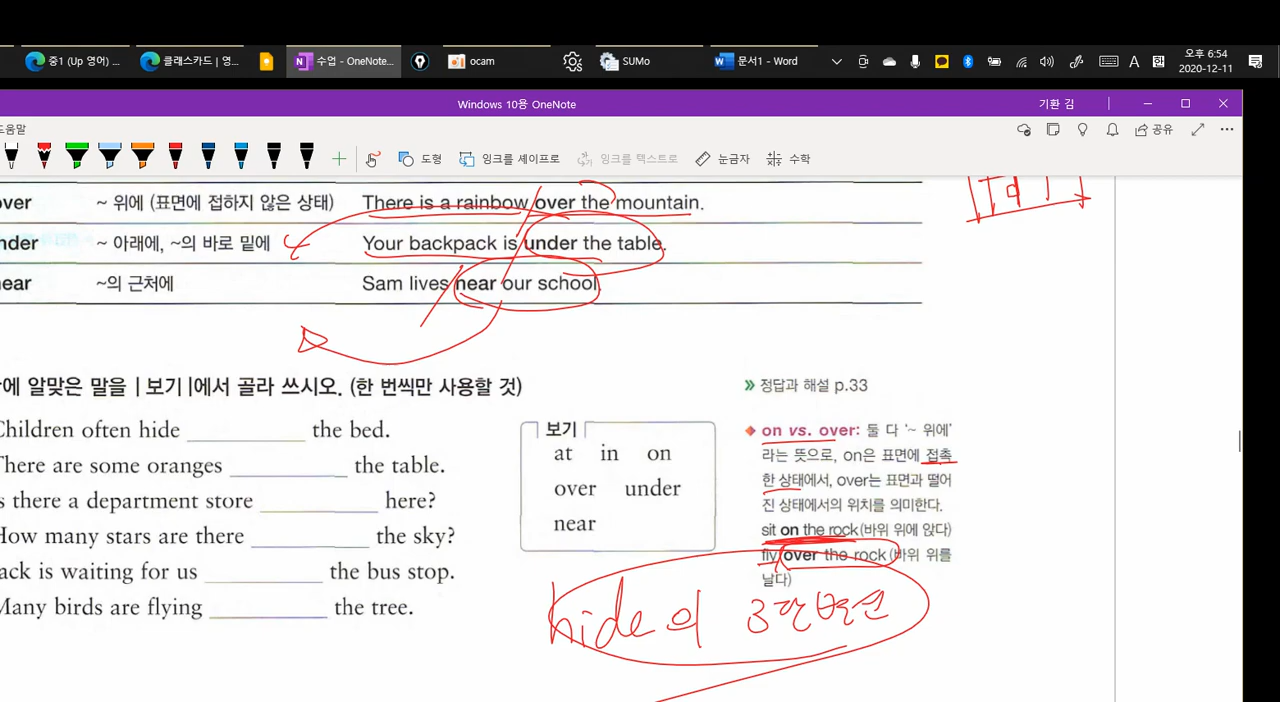 중1 (Up 영어) ...
클래스카드 | 영...
수업 - OneNote...
ocam
SUMo
문서1 - Word
A
한
오후 6:54
2020-12-11
Windows 10용 OneNote
기환 김
도움말
도형
잉크를 셰이프로
잉크를 텍스트로
눈금자
수학
공유
over ~ 위에 (표면에 접하지 않은 상태) There is a rainbow over the mountain.
nder ~ 아래에, ~의 바로 밑에 Your backpack is under the table.
near ~의 근처에 Sam lives near our school.
에 알맞은 말을 | 보기 |에서 골라 쓰시오. (한 번씩만 사용할 것)
Children often hide ____ the bed.
There are some oranges ____ the table.
s there a department store ____ here?
How many stars are there ____ the sky?
ack is waiting for us ____ the bus stop.
Many birds are flying ____ the tree.
보기
at in on
over under
near
정답과 해설 p.33
on vs. over: 둘 다 '~ 위에'
라는 뜻으로, on은 표면에 접촉
한 상태에서, over는 표면과 떨어
진 상태에서의 위치를 의미한다.
sit on the rock(바위 위에 앉다)
fly over the rock(바위 위를
날다)
hide의 3단변신